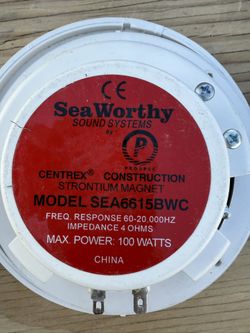 CE
SeaWorthy
SOUND SYSTEMS
by
P
PROSPEC
CENTREX® CONSTRUCTION
STRONTIUM MAGNET
MODEL SEA6615BWC
FREQ. RESPONSE 60-20.000HZ
IMPEDANCE 4 OHMS
MAX. POWER: 100 WATTS
CHINA